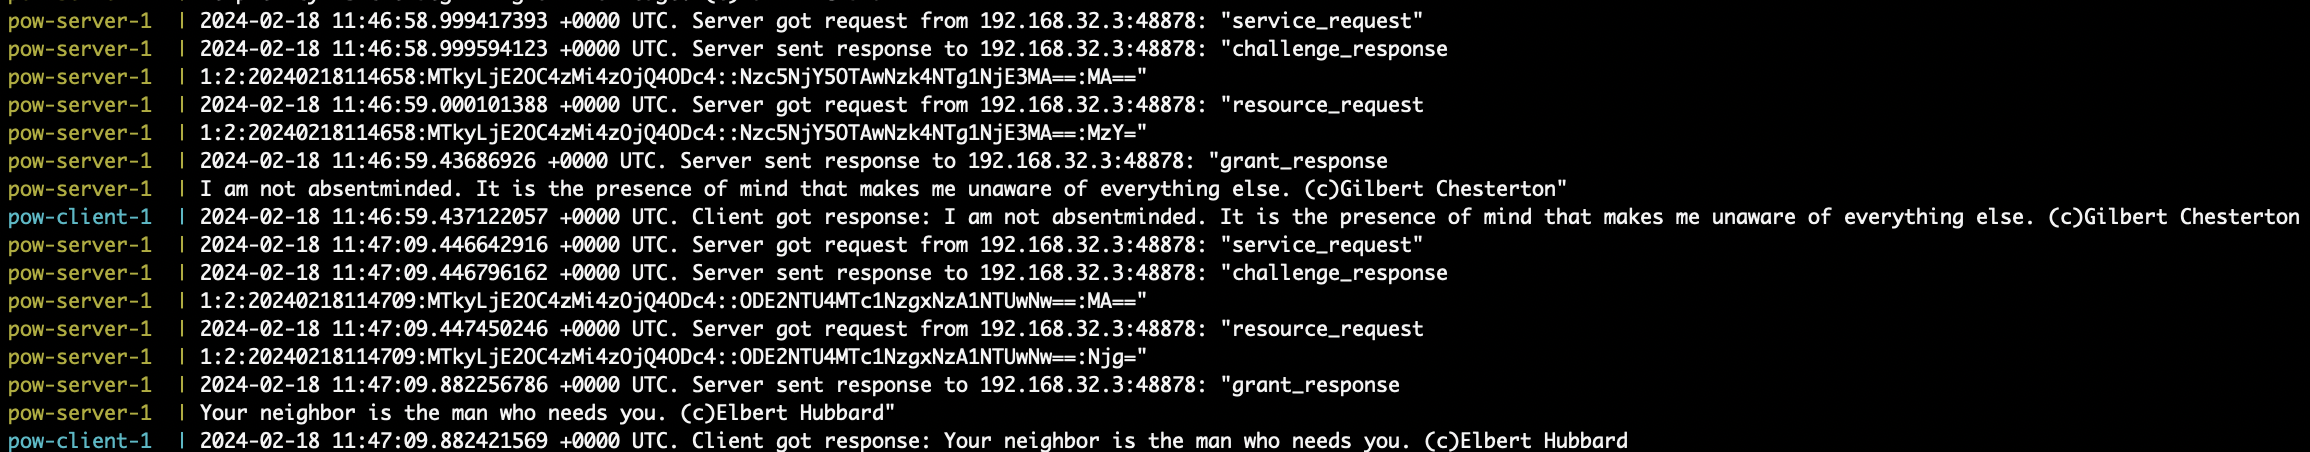 pow-server-1  | 2024-02-18 11:46:58.999417393 +0000 UTC. Server got request from 192.168.32.3:48878: "service_request"
pow-server-1  | 2024-02-18 11:46:58.999594123 +0000 UTC. Server sent response to 192.168.32.3:48878: "challenge_response
pow-server-1  | 1:2:20240218114658:MTkyLjE2OC4zMi4zOjQ4ODc4::Nzc5NjY5OTAwNzk4NTg1NjE3MA==:MA=="
pow-server-1  | 2024-02-18 11:46:59.000101388 +0000 UTC. Server got request from 192.168.32.3:48878: "resource_request
pow-server-1  | 1:2:20240218114658:MTkyLjE2OC4zMi4zOjQ4ODc4::Nzc5NjY5OTAwNzk4NTg1NjE3MA==:MzY="
pow-server-1  | 2024-02-18 11:46:59.43686926 +0000 UTC. Server sent response to 192.168.32.3:48878: "grant_response
pow-server-1  | I am not absentminded. It is the presence of mind that makes me unaware of everything else. (c)Gilbert Chesterton"
pow-client-1  | 2024-02-18 11:46:59.437122057 +0000 UTC. Client got response: I am not absentminded. It is the presence of mind that makes me unaware of everything else. (c)Gilbert Chesterton
pow-server-1  | 2024-02-18 11:47:09.446642916 +0000 UTC. Server got request from 192.168.32.3:48878: "service_request"
pow-server-1  | 2024-02-18 11:47:09.446796162 +0000 UTC. Server sent response to 192.168.32.3:48878: "challenge_response
pow-server-1  | 1:2:20240218114709:MTkyLjE2OC4zMi4zOjQ4ODc4::ODE2NTU4MTc1NzgxNzA1NTUwNw==:MA=="
pow-server-1  | 2024-02-18 11:47:09.447450246 +0000 UTC. Server got request from 192.168.32.3:48878: "resource_request
pow-server-1  | 1:2:20240218114709:MTkyLjE2OC4zMi4zOjQ4ODc4::ODE2NTU4MTc1NzgxNzA1NTUwNw==:Njg="
pow-server-1  | 2024-02-18 11:47:09.882256786 +0000 UTC. Server sent response to 192.168.32.3:48878: "grant_response
pow-server-1  | Your neighbor is the man who needs you. (c)Elbert Hubbard"
pow-client-1  | 2024-02-18 11:47:09.882421569 +0000 UTC. Client got response: Your neighbor is the man who needs you. (c)Elbert Hubbard